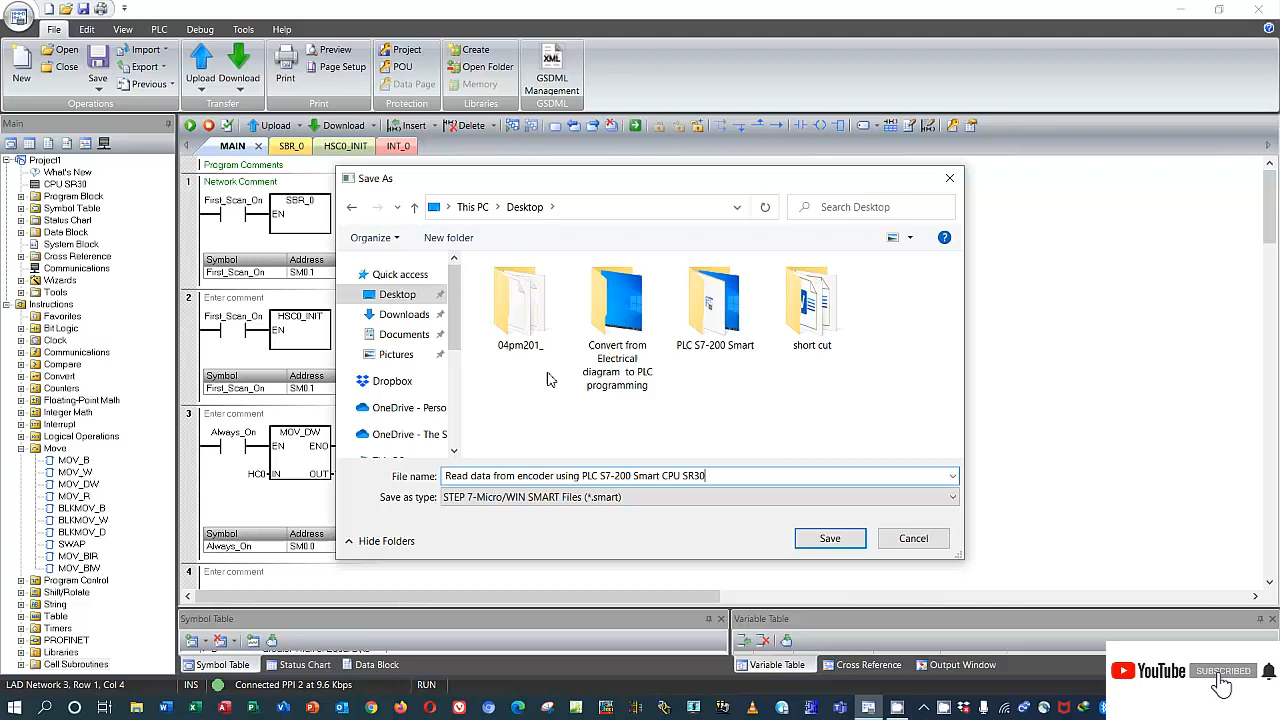 File Edit View PLC Debug Tools Help
New Open Close Save Import Export Previous Upload Download Print Preview Page Setup Project POU Data Page Create Open Folder Memory GSDML Management
Operations Transfer Print Protection Libraries GSDML
Main
Upload Download Insert Delete
MAIN SBR_0 HSC0_INIT INT_0
Project1
What's New
CPU SR30
Program Block
Symbol Table
Status Chart
Data Block
System Block
Cross Reference
Communications
Wizards
Tools
Instructions
Favorites
Bit Logic
Clock
Communications
Compare
Convert
Counters
Floating-Point Math
Integer Math
Interrupt
Logical Operations
Move
MOV_B
MOV_W
MOV_DW
MOV_R
BLKMOV_B
BLKMOV_W
BLKMOV_D
SWAP
MOV_BIR
MOV_BIW
Program Control
Shift/Rotate
String
Table
Timers
PROFINET
Libraries
Call Subroutines
Program Comments
1 Network Comment
First_Scan_On SBR_0
EN
Symbol Address
First_Scan_On SM0.1
2 Enter comment
First_Scan_On HSC0_INIT
EN
Symbol Address
First_Scan_On SM0.1
3 Enter comment
Always_On MOV_DW
EN ENO
HC0 IN OUT
Symbol Address
Always_On SM0.0
4 Enter comment
Save As
This PC > Desktop >
Search Desktop
Organize New folder
Quick access
Desktop
Downloads
Documents
Pictures
Dropbox
OneDrive - Perso
OneDrive - The S
04pm201_
Convert from
Electrical
diagram to PLC
programming
PLC S7-200 Smart
short cut
File name: Read data from encoder using PLC S7-200 Smart CPU SR30
Save as type: STEP 7-Micro/WIN SMART Files (*.smart)
Hide Folders Save Cancel
Symbol Table
Variable Table
Symbol Table Status Chart Data Block
Variable Table Cross Reference Output Window
LAD Network 3, Row 1, Col 4 INS Connected PPI 2 at 9.6 Kbps RUN
YouTube SUBSCRIBED